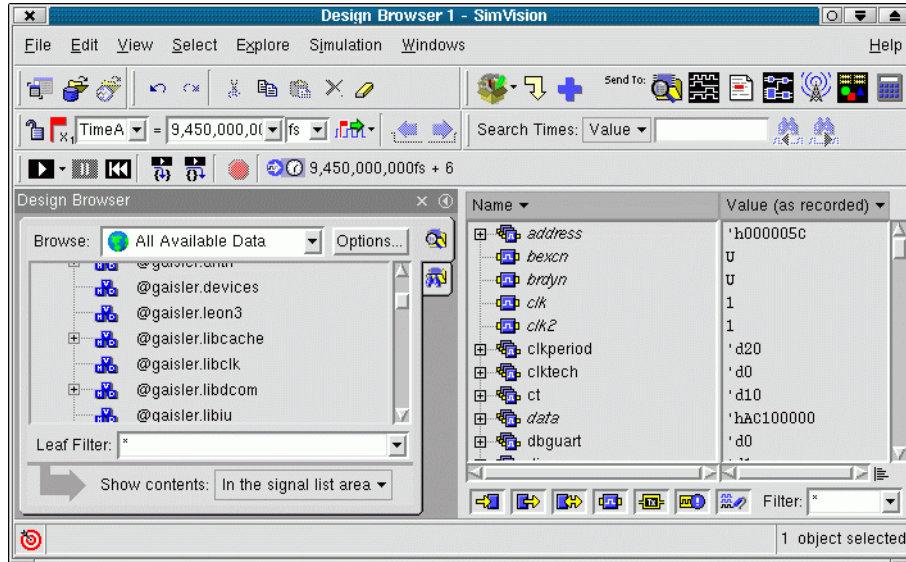 Design Browser 1 - SimVision
File Edit View Select Explore Simulation Windows Help
Send To:
TimeA = 9,450,000,0( fs Search Times: Value
9,450,000,000fs + 6
Design Browser
Browse: All Available Data Options...
@gaisler.devices
@gaisler.leon3
@gaisler.libcache
@gaisler.libclk
@gaisler.libdcom
@gaisler.libiu
Leaf Filter: *
Show contents: In the signal list area
Name Value (as recorded)
address 'h000005C
bexcn U
brdyn U
clk 1
clk2 1
clkperiod 'd20
clktech 'd0
ct 'd10
data 'hAC100000
dbguart 'd0
Filter: *
1 object selected